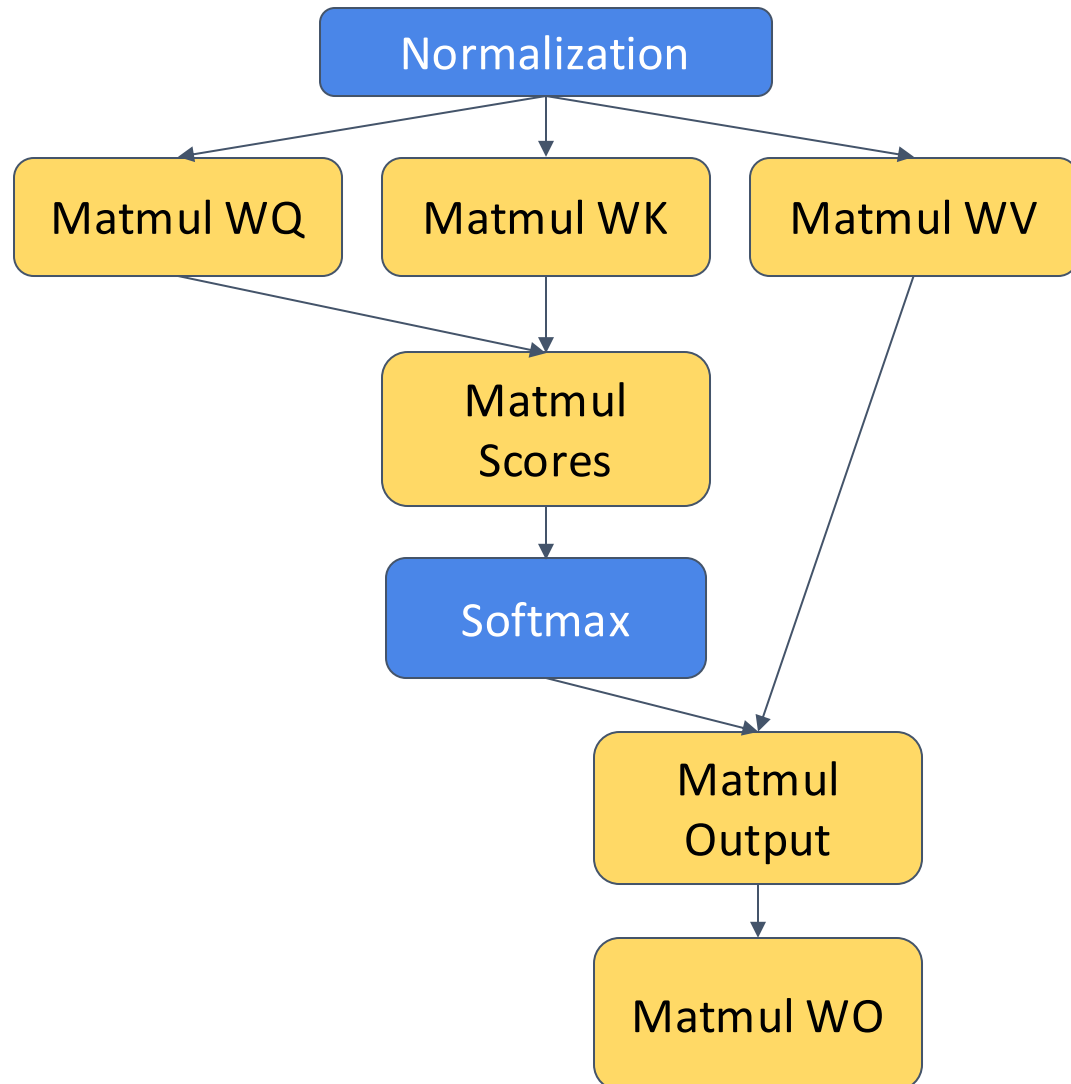 Normalization
Matmul WQ
Matmul WK
Matmul WV
Matmul
Scores
Softmax
Matmul
Output
Matmul WO